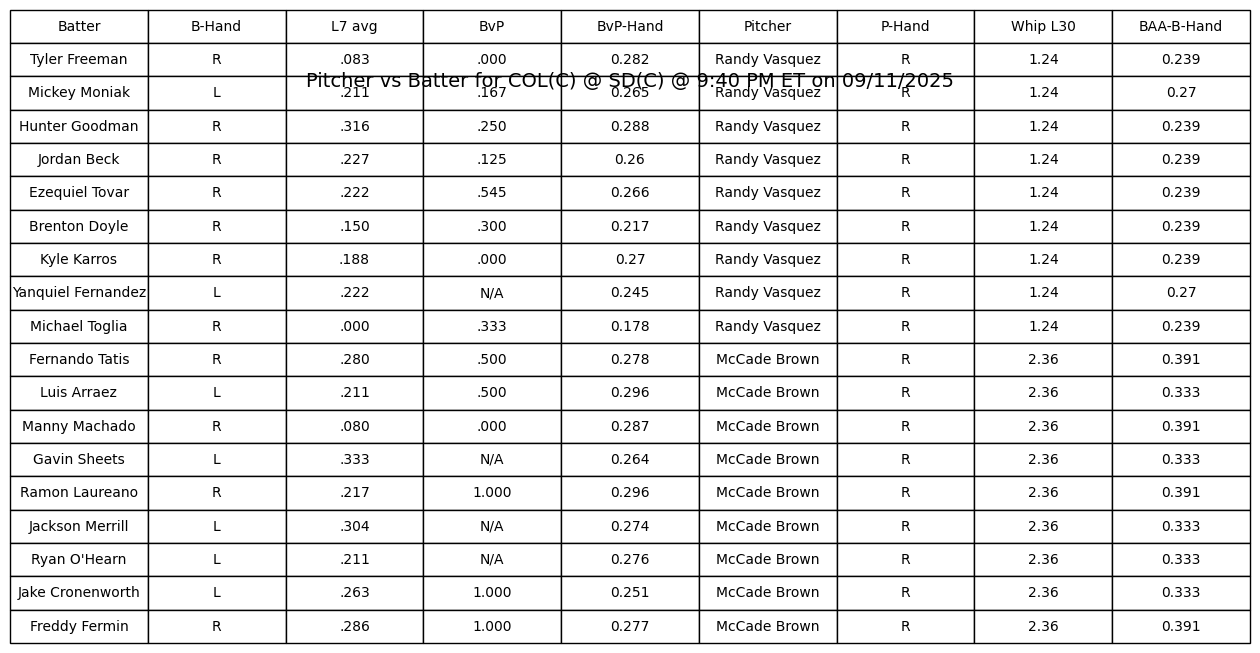 Batter B-Hand L7 avg BvP BvP-Hand Pitcher P-Hand Whip L30 BAA-B-Hand
Tyler Freeman R .083 .000 0.282 Randy Vasquez R 1.24 0.239
Pitcher vs Batter for COL(C) @ SD(C) @ 9:40 PM ET on 09/11/2025
Mickey Moniak L .211 .167 0.265 Randy Vasquez R 1.24 0.27
Hunter Goodman R .316 .250 0.288 Randy Vasquez R 1.24 0.239
Jordan Beck R .227 .125 0.26 Randy Vasquez R 1.24 0.239
Ezequiel Tovar R .222 .545 0.266 Randy Vasquez R 1.24 0.239
Brenton Doyle R .150 .300 0.217 Randy Vasquez R 1.24 0.239
Kyle Karros R .188 .000 0.27 Randy Vasquez R 1.24 0.239
Yanquiel Fernandez L .222 N/A 0.245 Randy Vasquez R 1.24 0.27
Michael Toglia R .000 .333 0.178 Randy Vasquez R 1.24 0.239
Fernando Tatis R .280 .500 0.278 McCade Brown R 2.36 0.391
Luis Arraez L .211 .500 0.296 McCade Brown R 2.36 0.333
Manny Machado R .080 .000 0.287 McCade Brown R 2.36 0.391
Gavin Sheets L .333 N/A 0.264 McCade Brown R 2.36 0.333
Ramon Laureano R .217 1.000 0.296 McCade Brown R 2.36 0.391
Jackson Merrill L .304 N/A 0.274 McCade Brown R 2.36 0.333
Ryan O'Hearn L .211 N/A 0.276 McCade Brown R 2.36 0.333
Jake Cronenworth L .263 1.000 0.251 McCade Brown R 2.36 0.333
Freddy Fermin R .286 1.000 0.277 McCade Brown R 2.36 0.391